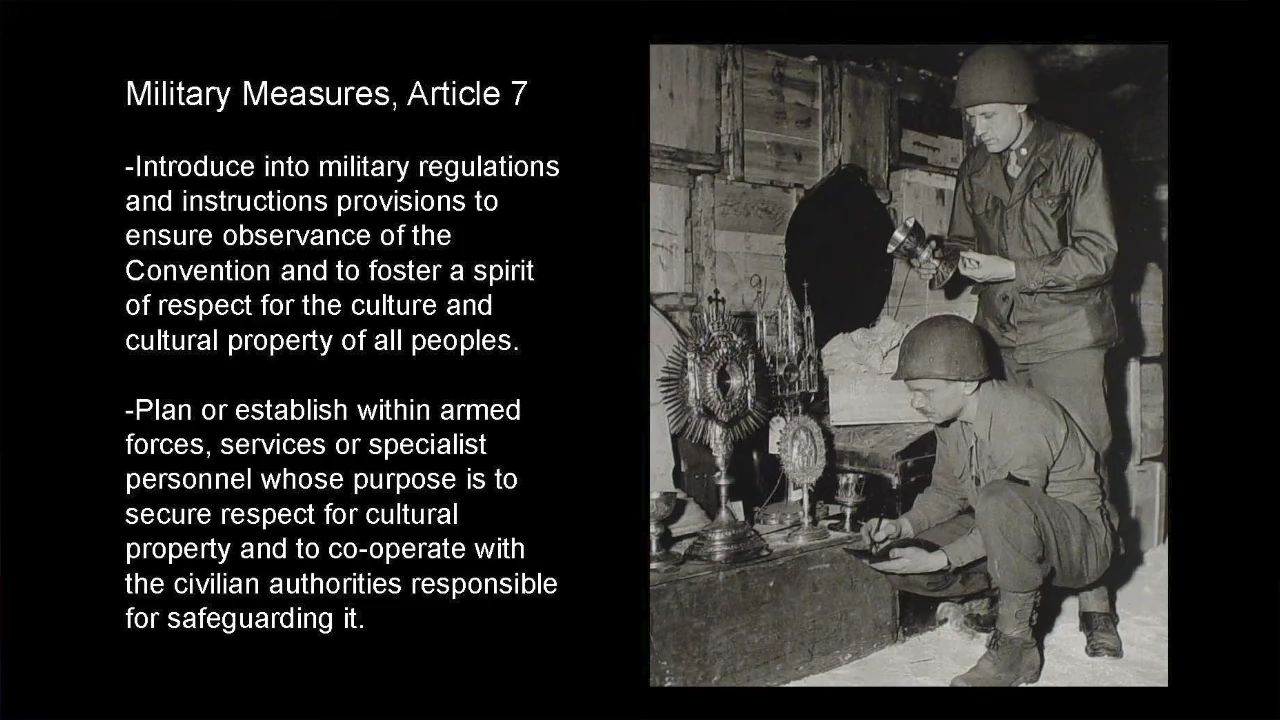 Military Measures, Article 7
-Introduce into military regulations
and instructions provisions to
ensure observance of the
Convention and to foster a spirit
of respect for the culture and
cultural property of all peoples.
-Plan or establish within armed
forces, services or specialist
personnel whose purpose is to
secure respect for cultural
property and to co-operate with
the civilian authorities responsible
for safeguarding it.